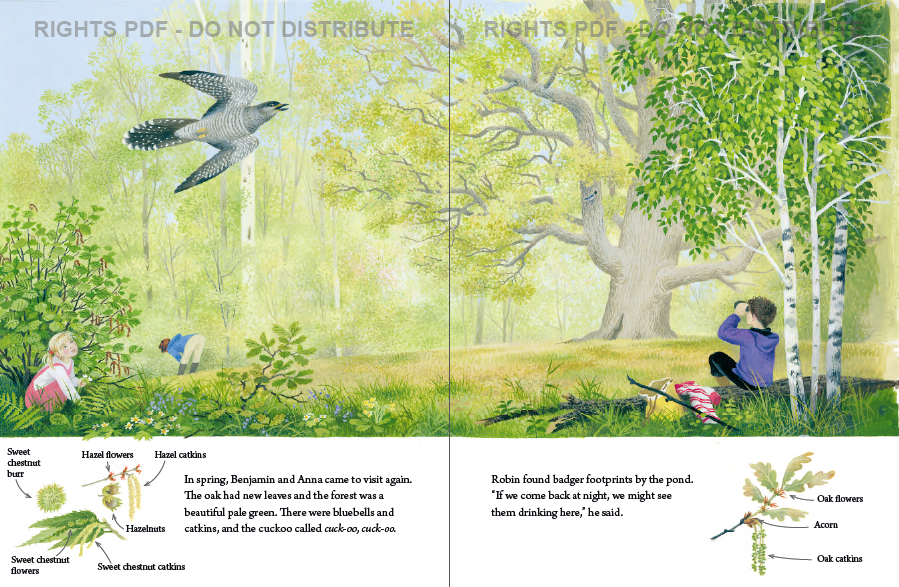 RIGHTS PDF - DO NOT DISTRIBUTE
RIGHTS PDF - DO NOT DISTRIBUTE
Sweet
chestnut
burr
Hazel flowers
Hazel catkins
Hazelnuts
Sweet chestnut
flowers
Sweet chestnut catkins
In spring, Benjamin and Anna came to visit again.
The oak had new leaves and the forest was a
beautiful pale green. There were bluebells and
catkins, and the cuckoo called cuck-oo, cuck-oo.
Robin found badger footprints by the pond.
“If we come back at night, we might see
them drinking here,” he said.
Oak flowers
Acorn
Oak catkins